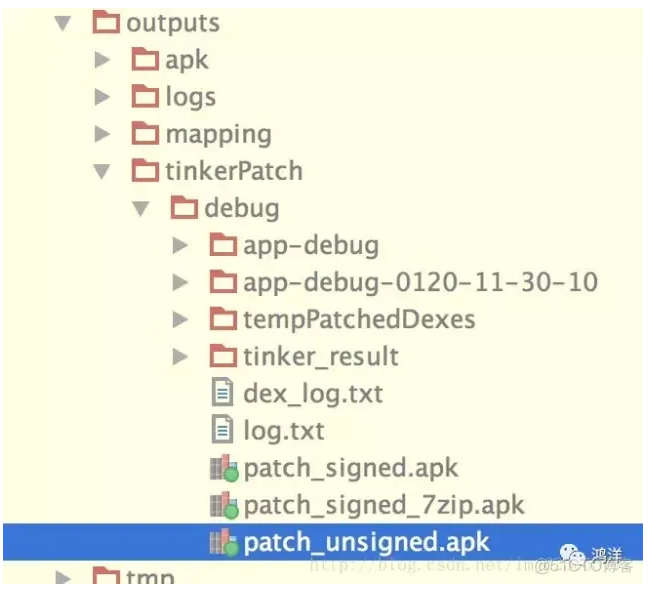 outputs
apk
logs
mapping
tinkerPatch
debug
app-debug
app-debug-0120-11-30-10
tempPatchedDexes
tinker_result
dex_log.txt
log.txt
patch_signed.apk
patch_signed_7zip.apk
patch_unsigned.apk
鸿洋
http://blog.csdn.net/lm
@51CTO博客
tmp